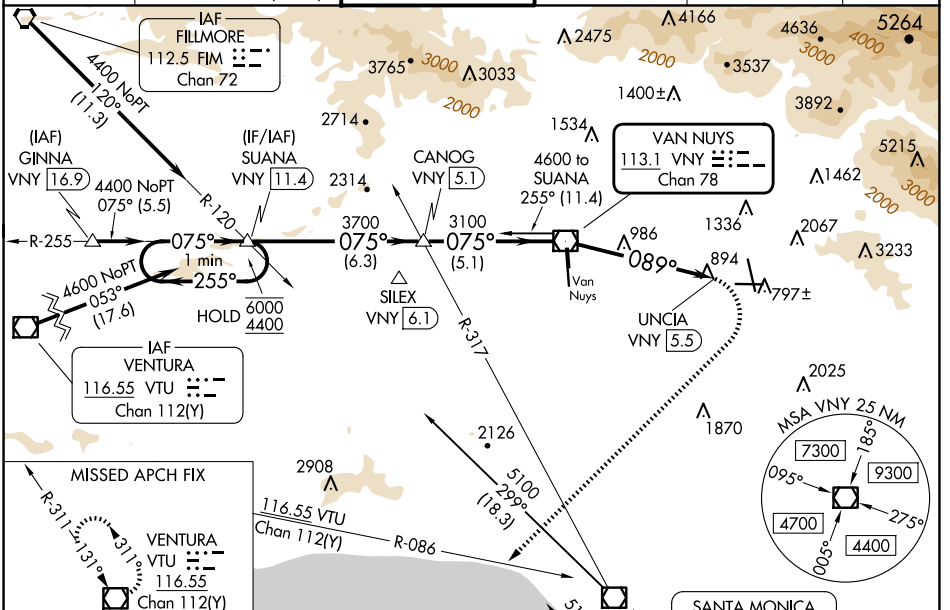 IAF
FILLMORE
112.5 FIM
Chan 72
4166
2475
4636
5264
3000
4000
3765
3000
3033
2000
2000
3537
4400 NoPT
120°
(11.3)
1400±
3892
2714
1534
(IAF)
GINNA
VNY 16.9
(IF/IAF)
SUANA
VNY 11.4
CANOG
VNY 5.1
4600 to
SUANA
255° (11.4)
VAN NUYS
113.1 VNY
Chan 78
5215
3000
2000
1462
2314
4400 NoPT
075° (5.5)
R-120
1336
2067
R-255
075°
3700
075°
(6.3)
3100
075°
(5.1)
986
089°
3233
1 min
255°
894
797±
4600 NoPT
053°
(17.6)
HOLD 6000
4400
SILEX
VNY 6.1
Van
Nuys
R-317
UNCIA
VNY 5.5
IAF
VENTURA
116.55 VTU
Chan 112(Y)
2025
1870
2126
MSA VNY 25 NM
7300
185°
095°
9300
4700
275°
005°
4400
MISSED APCH FIX
R-311
131°
311°
VENTURA
VTU
116.55
Chan 112(Y)
2908
116.55 VTU
Chan 112(Y)
R-086
5100
299°
(18.3)
51
SANTA MONICA